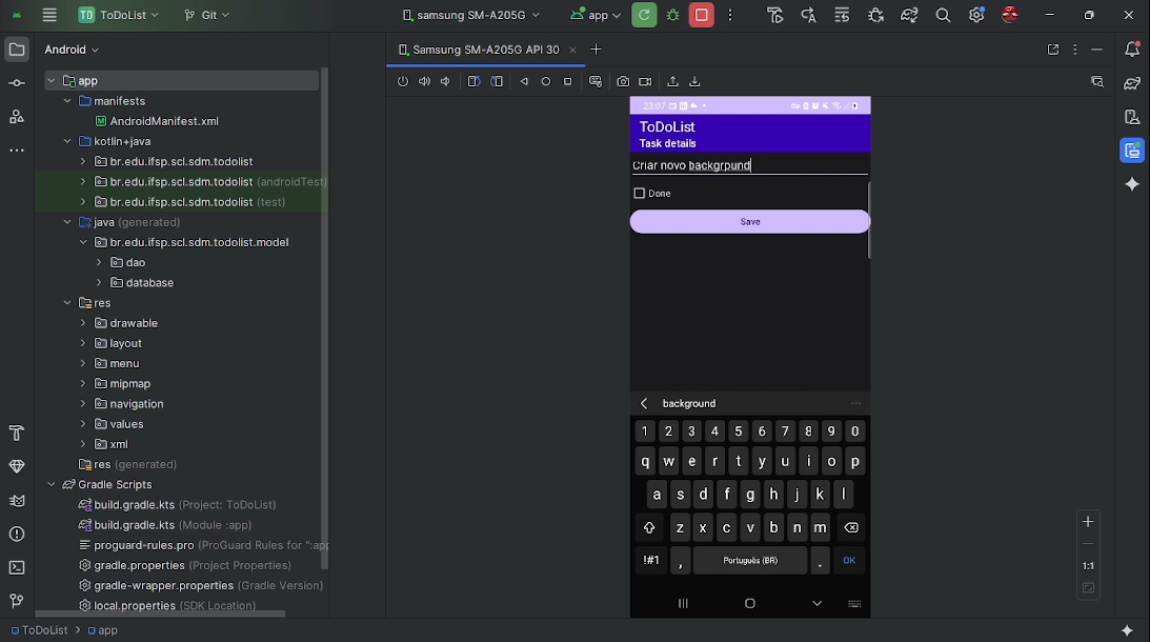 TD ToDoList Git samsung SM-A205G app
Android
Samsung SM-A205G API 30
app
manifests
AndroidManifest.xml
kotlin+java
br.edu.ifsp.scl.sdm.todolist
br.edu.ifsp.scl.sdm.todolist (androidTest)
br.edu.ifsp.scl.sdm.todolist (test)
java (generated)
br.edu.ifsp.scl.sdm.todolist.model
dao
database
res
drawable
layout
menu
mipmap
navigation
values
xml
res (generated)
Gradle Scripts
build.gradle.kts (Project: ToDoList)
build.gradle.kts (Module :app)
proguard-rules.pro (ProGuard Rules for ":app
gradle.properties (Project Properties)
gradle-wrapper.properties (Gradle Version)
local.properties (SDK Location)
23:07
ToDoList
Task details
Criar novo backgrpund
Done
Save
background
1 2 3 4 5 6 7 8 9 0
q w e r t y u i o p
a s d f g h j k l
z x c v b n m
!#1 , Português (BR) . OK
1:1
ToDoList > app